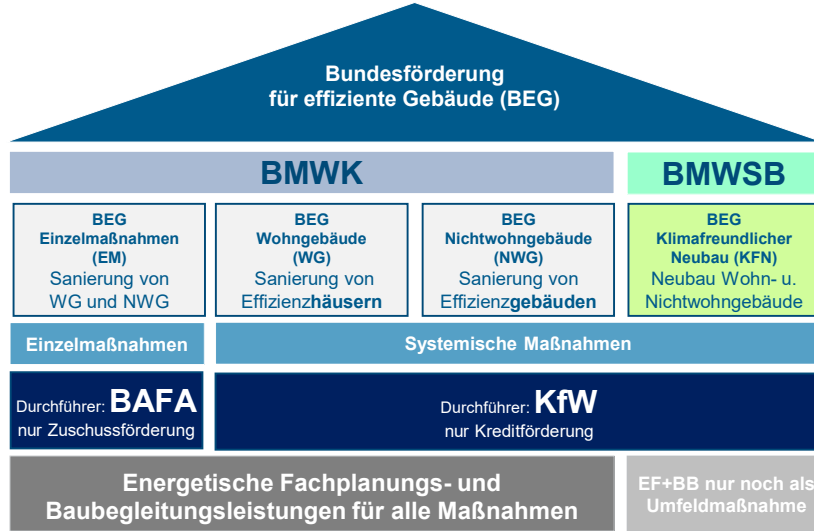 Bundesförderung
für effiziente Gebäude (BEG)
BMWK
BMWSB
BEG
Einzelmaßnahmen
(EM)
Sanierung von
WG und NWG
BEG
Wohngebäude
(WG)
Sanierung von
Effizienzhäusern
BEG
Nichtwohngebäude
(NWG)
Sanierung von
Effizienzgebäuden
BEG
Klimafreundlicher
Neubau (KFN)
Neubau Wohn- u.
Nichtwohngebäude
Einzelmaßnahmen
Systemische Maßnahmen
Durchführer: BAFA
nur Zuschussförderung
Durchführer: KfW
nur Kreditförderung
Energetische Fachplanungs- und
Baubegleitungsleistungen für alle Maßnahmen
EF+BB nur noch als
Umfeldmaßnahme